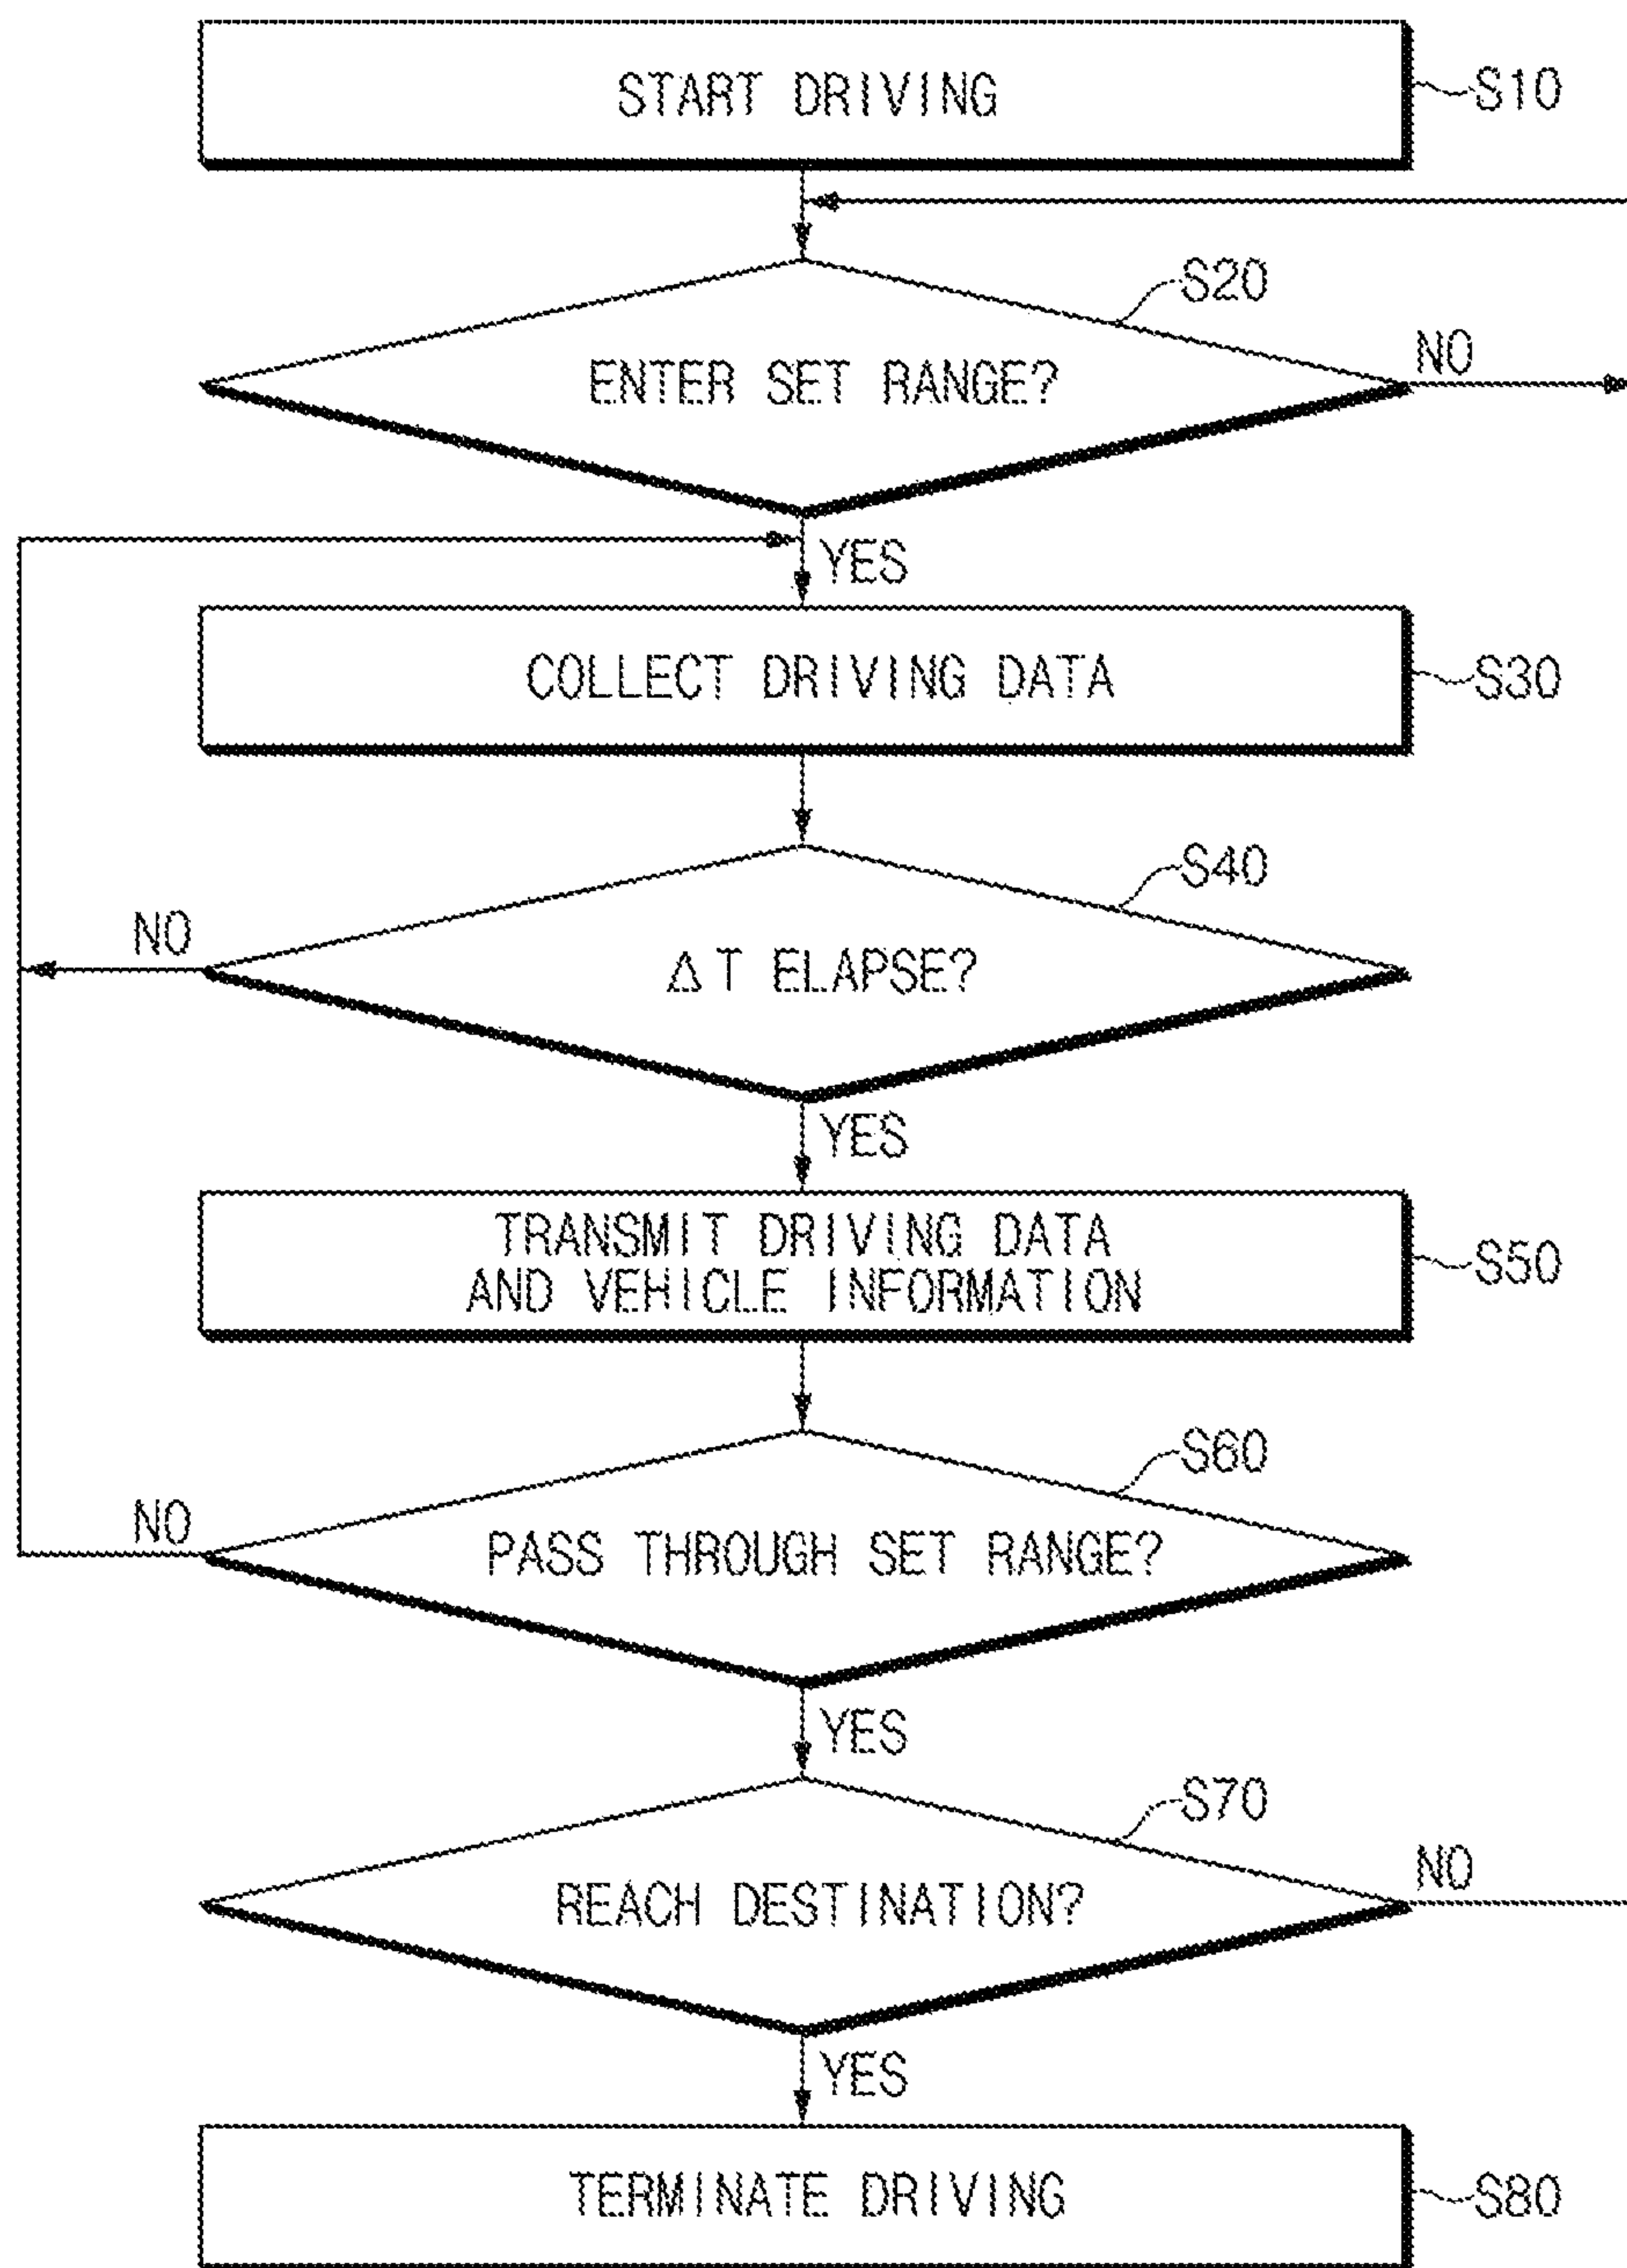 START DRIVING
S10
S20
ENTER SET RANGE?
NO
YES
COLLECT DRIVING DATA
S30
S40
NO
Δ T ELAPSE?
YES
TRANSMIT DRIVING DATA
AND VEHICLE INFORMATION
S50
S60
NO
PASS THROUGH SET RANGE?
YES
S70
REACH DESTINATION?
NO
YES
TERMINATE DRIVING
S80